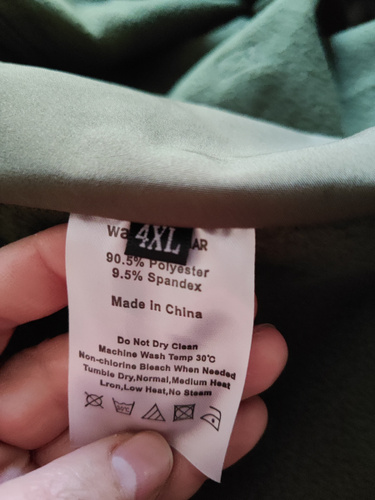 4XL
90.5% Polyester
9.5% Spandex
Made in China
Do Not Dry Clean
Machine Wash Temp 30℃
Non-chlorine Bleach When Needed
Tumble Dry,Normal,Medium Heat
Lron,Low Heat,No Steam